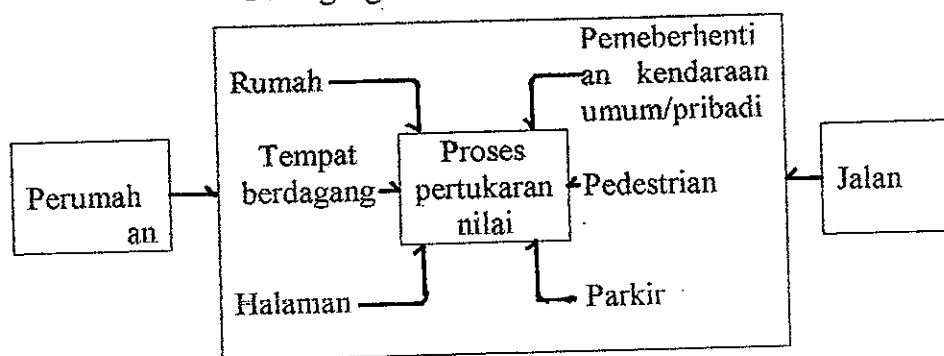 Rumah
Pemeberhenti
an kendaraan
umum/pribadi
Perumah
an
Tempat
berdagang
Proses
pertukaran
nilai
Pedestrian
Jalan
Halaman
Parkir